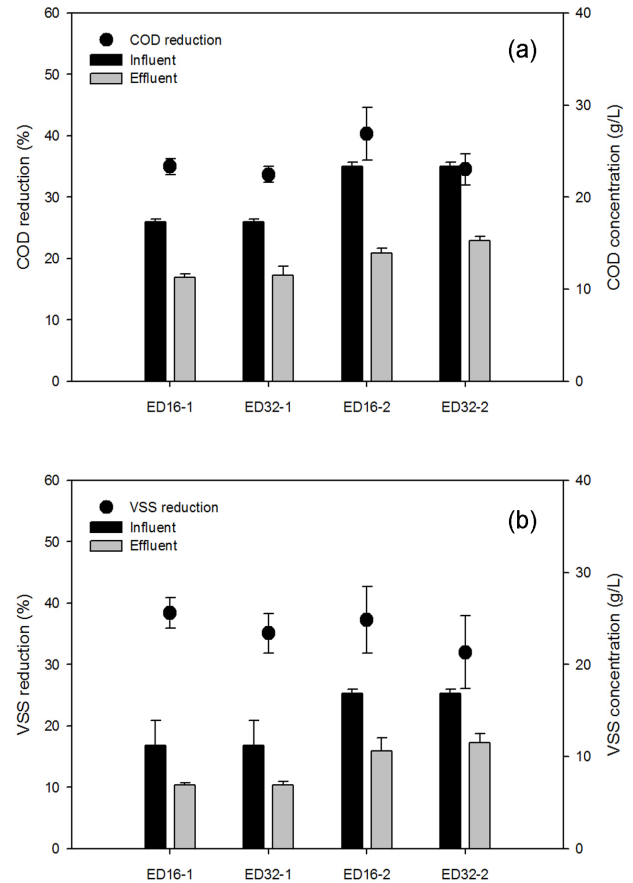 60
50
40
30
20
10
0
COD reduction (%)
COD reduction
Influent
Effluent
(a)
40
30
20
10
0
COD concentration (g/L)
ED16-1 ED32-1 ED16-2 ED32-2
60
50
40
30
20
10
0
VSS reduction (%)
VSS reduction
Influent
Effluent
(b)
40
30
20
10
0
VSS concentration (g/L)
ED16-1 ED32-1 ED16-2 ED32-2